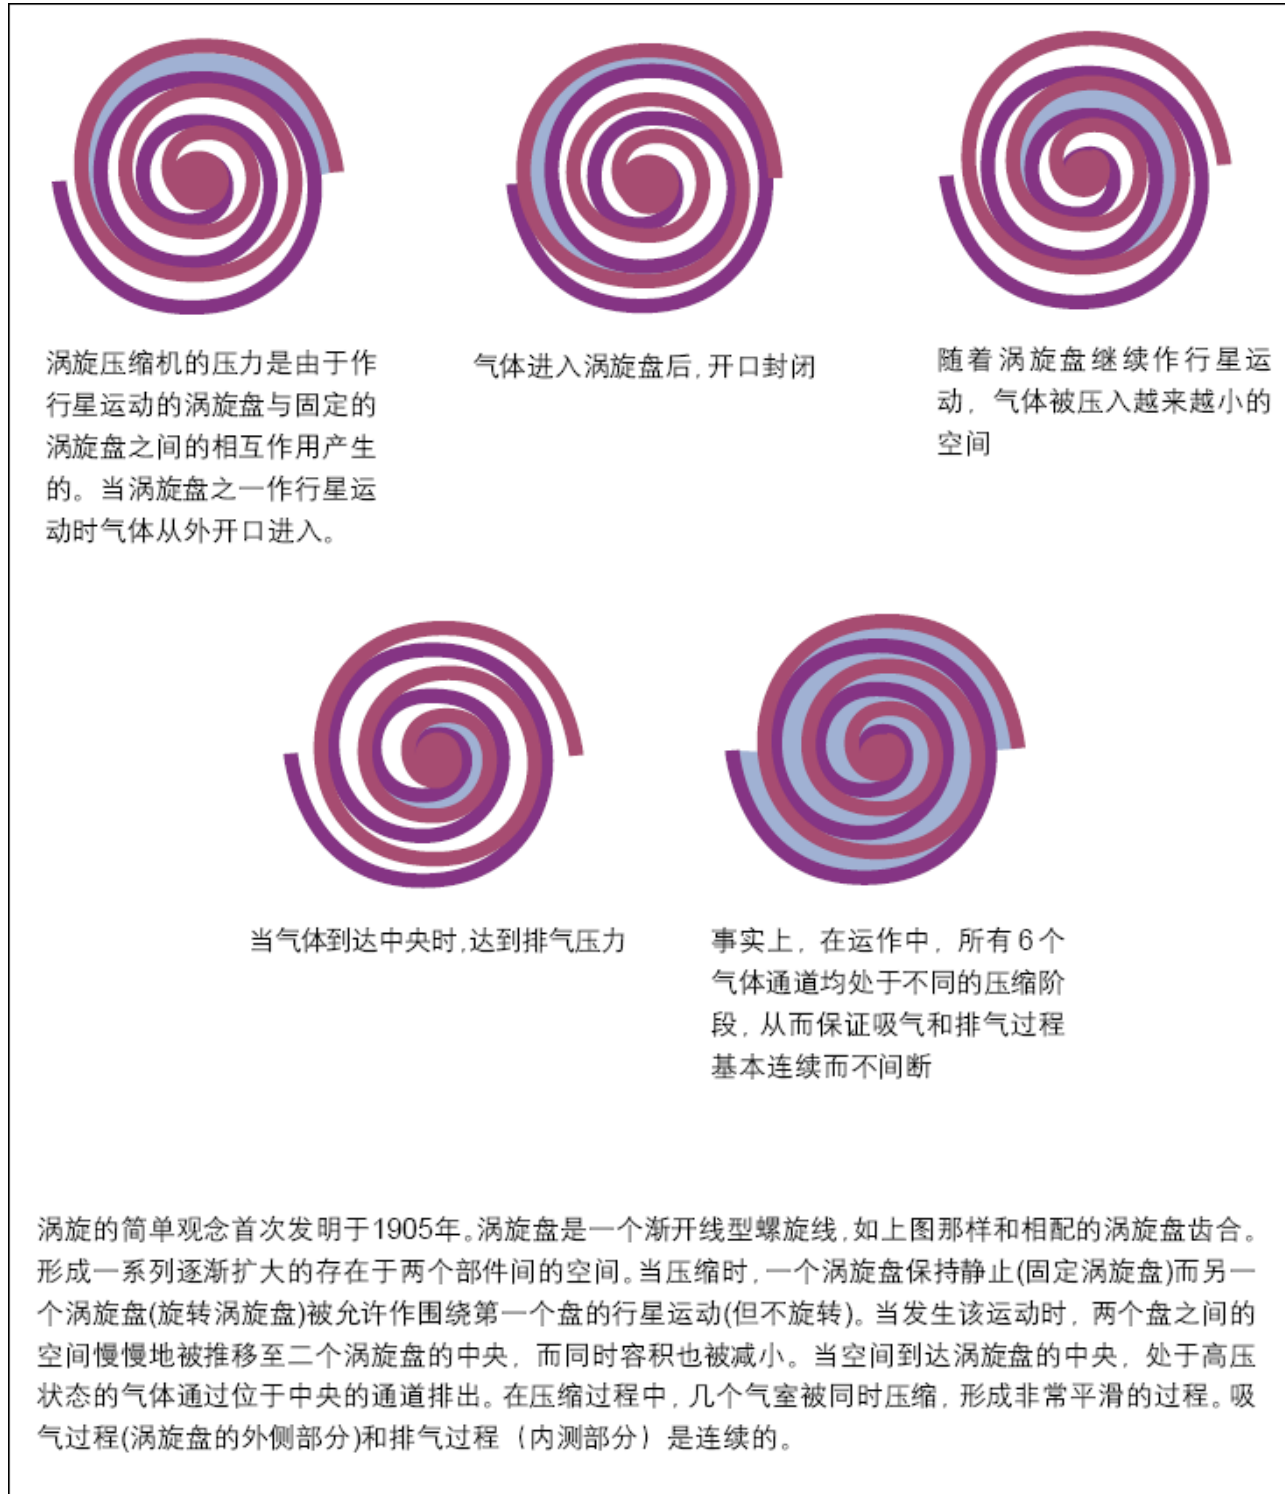 涡旋压缩机的压力是由于作
行星运动的涡旋盘与固定的
涡旋盘之间的相互作用产生
的。当涡旋盘之一作行星运
动时气体从外开口进入。
气体进入涡旋盘后,开口封闭
随着涡旋盘继续作行星运
动，气体被压入越来越小的
空间
当气体到达中央时,达到排气压力
事实上，在运作中，所有6个
气体通道均处于不同的压缩阶
段，从而保证吸气和排气过程
基本连续而不间断
涡旋的简单观念首次发明于1905年。涡旋盘是一个渐开线型螺旋线,如上图那样和相配的涡旋盘齿合。
形成一系列逐渐扩大的存在于两个部件间的空间。当压缩时,一个涡旋盘保持静止(固定涡旋盘)而另一
个涡旋盘(旋转涡旋盘)被允许作围绕第一个盘的行星运动(但不旋转)。当发生该运动时，两个盘之间的
空间慢慢地被推移至二个涡旋盘的中央，而同时容积也被减小。当空间到达涡旋盘的中央，处于高压
状态的气体通过位于中央的通道排出。在压缩过程中,几个气室被同时压缩,形成非常平滑的过程。吸
气过程(涡旋盘的外侧部分)和排气过程（内测部分）是连续的。